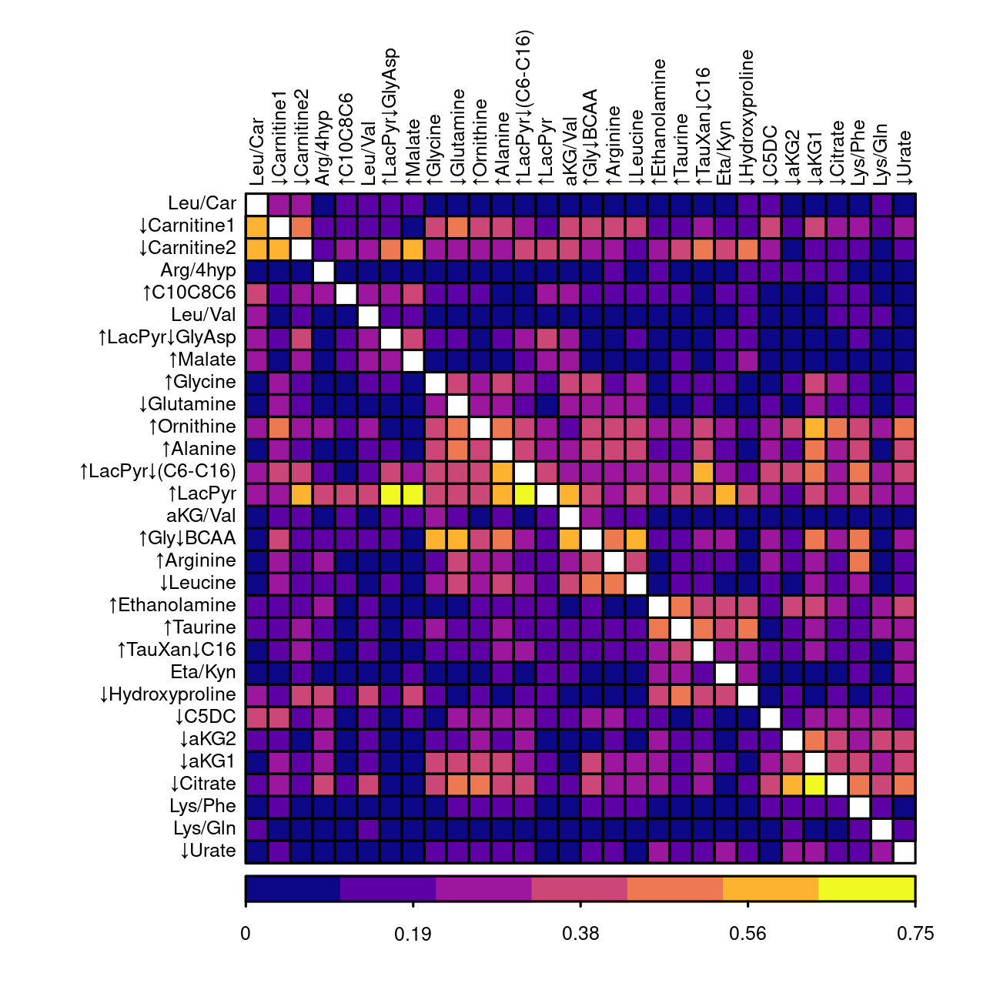 Leu/Car
↓Carnitine1
↓Carnitine2
Arg/4hyp
↑C10C8C6
Leu/Val
↑LacPyr↓GlyAsp
↑Malate
↑Glycine
↓Glutamine
↑Ornithine
↑Alanine
↑LacPyr↓(C6-C16)
↑LacPyr
aKG/Val
↑Gly↓BCAA
↑Arginine
↓Leucine
↑Ethanolamine
↑Taurine
↑TauXan↓C16
Eta/Kyn
↓Hydroxyproline
↓C5DC
↓aKG2
↓aKG1
↓Citrate
Lys/Phe
Lys/Gln
↓Urate
Leu/Car
↓Carnitine1
↓Carnitine2
Arg/4hyp
↑C10C8C6
Leu/Val
↑LacPyr↓GlyAsp
↑Malate
↑Glycine
↓Glutamine
↑Ornithine
↑Alanine
↑LacPyr↓(C6-C16)
↑LacPyr
aKG/Val
↑Gly↓BCAA
↑Arginine
↓Leucine
↑Ethanolamine
↑Taurine
↑TauXan↓C16
Eta/Kyn
↓Hydroxyproline
↓C5DC
↓aKG2
↓aKG1
↓Citrate
Lys/Phe
Lys/Gln
↓Urate
0 0.19 0.38 0.56 0.75